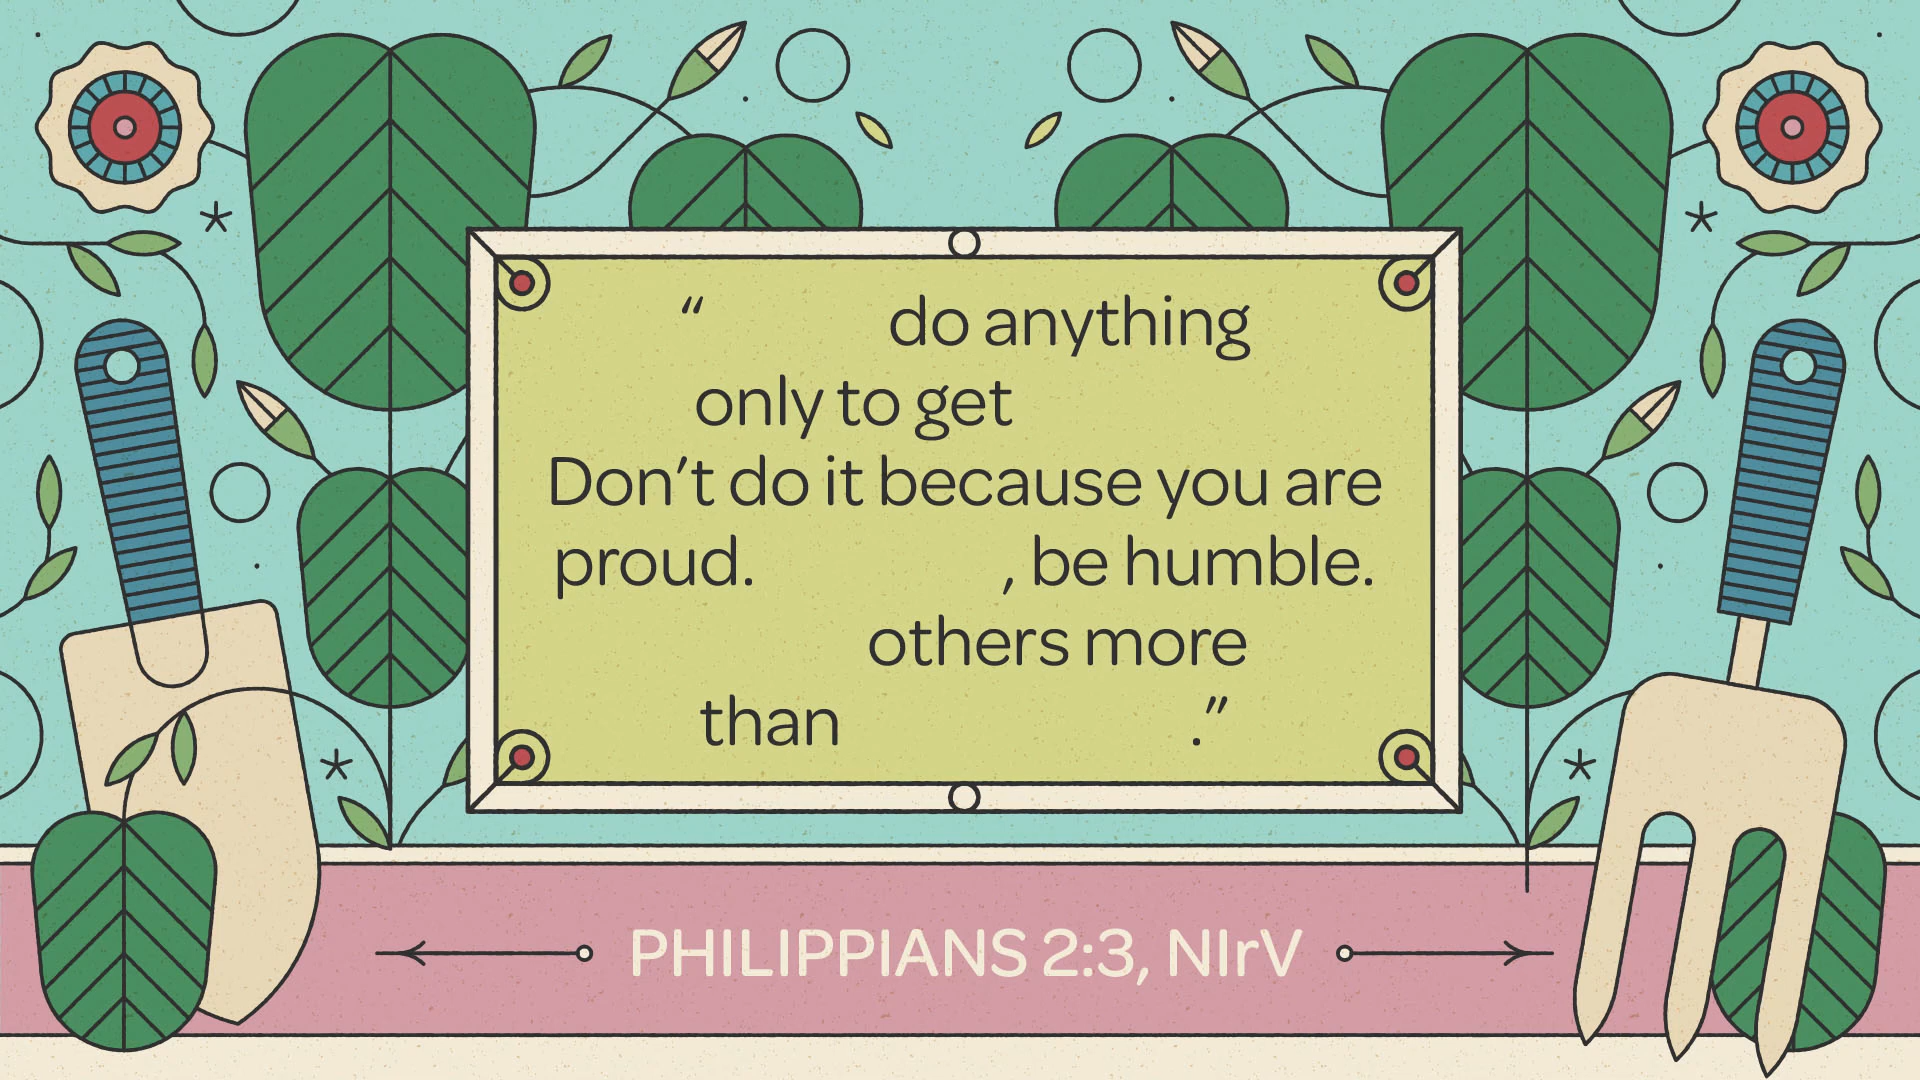 “ do anything
only to get
Don’t do it because you are
proud. , be humble.
others more
than .”
PHILIPPIANS 2:3, NIrV